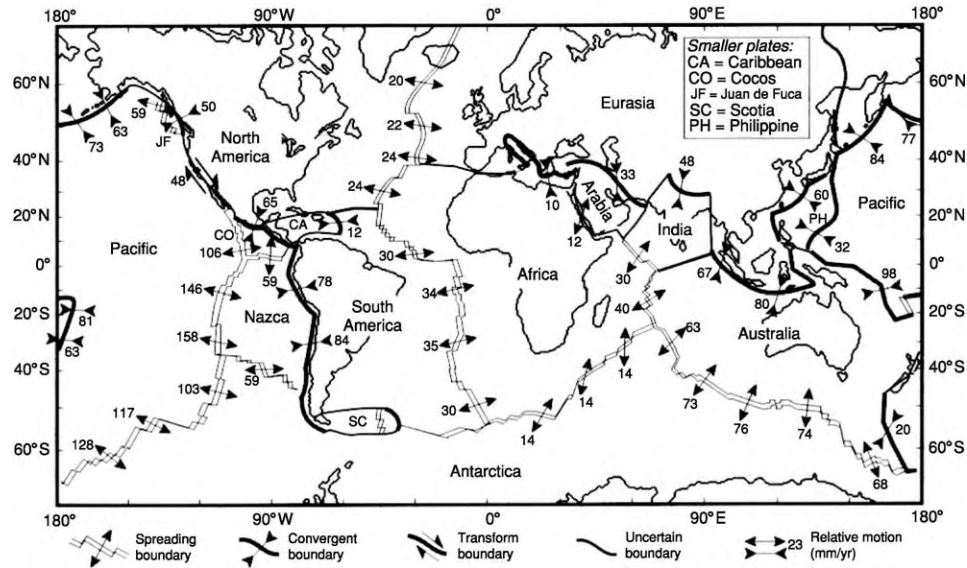 180°
90°W
0°
90°E
180°
60°N
40°N
20°N
0°
20°S
40°S
60°S
60°N
40°N
20°N
0°
20°S
40°S
60°S
Smaller plates:
CA = Caribbean
CO = Cocos
JF = Juan de Fuca
SC = Scotia
PH = Philippine
20
Eurasia
59
50
63
73
JF
North
America
22
24
48
24
65
CA
12
CO
106
59
33
10
Arabia
12
48
India
60
PH
32
84
77
Pacific
Pacific
30
Africa
30
67
98
146
78
34
40
80
81
63
Nazca
South
America
158
84
35
63
Australia
59
103
14
14
73
117
30
SC
14
76
74
20
128
68
Antarctica
180°
90°W
0°
90°E
180°
Spreading
boundary
Convergent
boundary
Transform
boundary
Uncertain
boundary
23
Relative motion
(mm/yr)